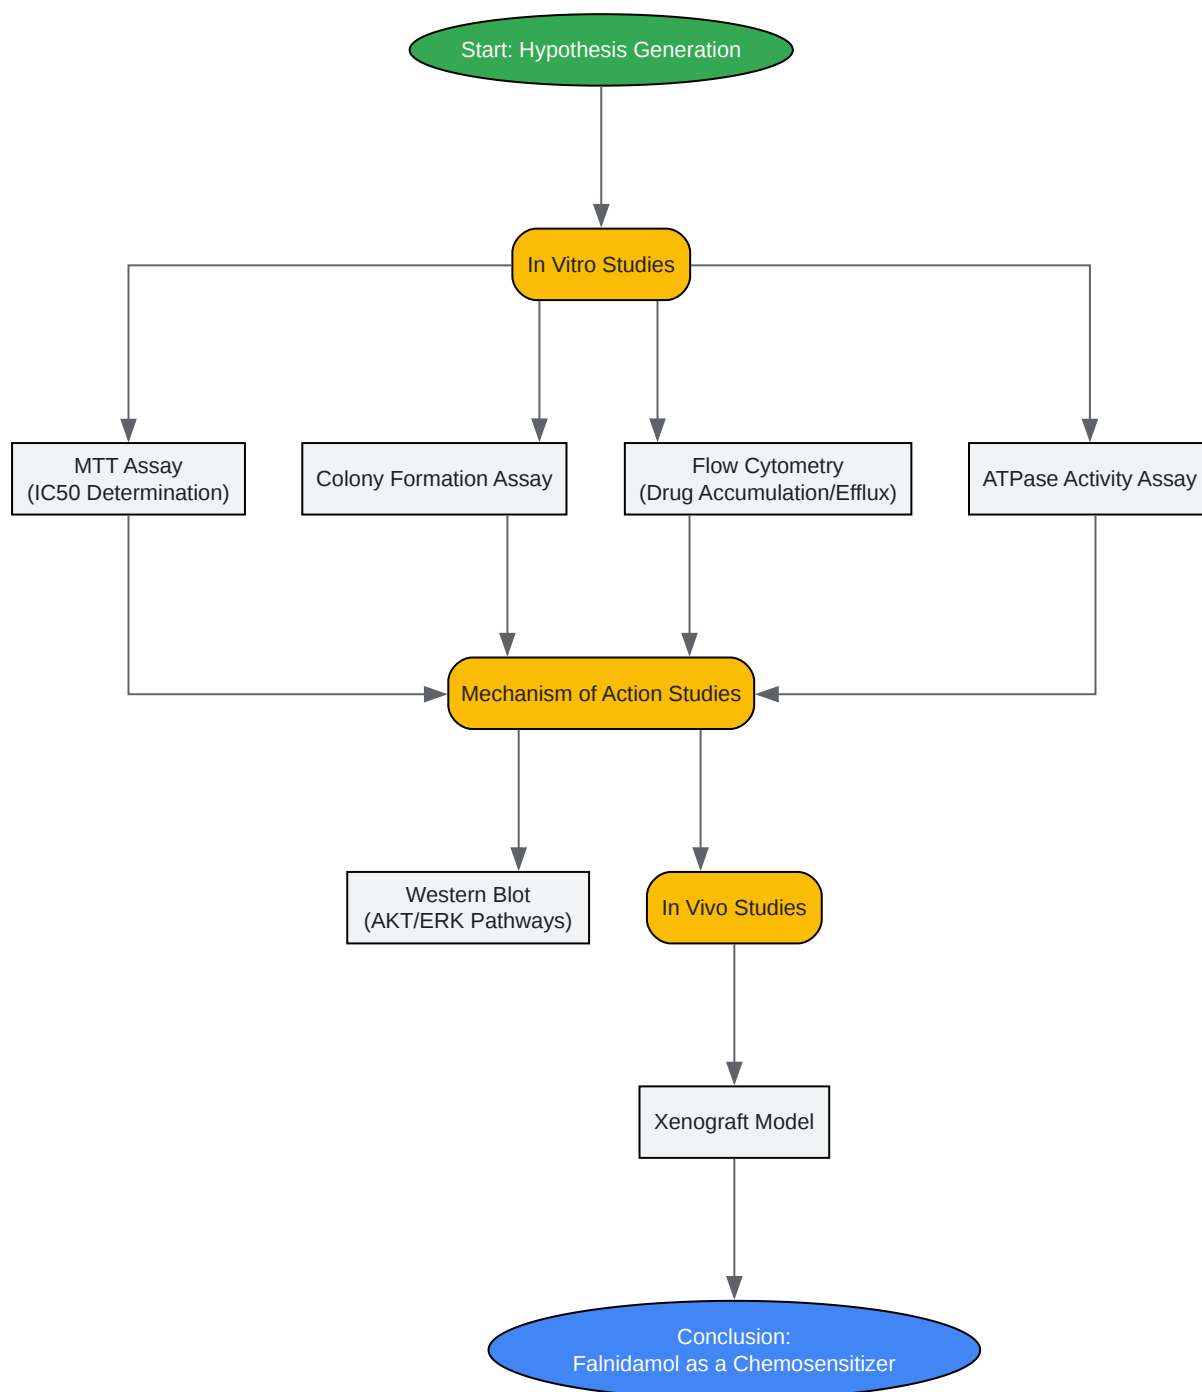 Start: Hypothesis Generation
In Vitro Studies
MTT Assay
(IC50 Determination)
Colony Formation Assay
Flow Cytometry
(Drug Accumulation/Efflux)
ATPase Activity Assay
Mechanism of Action Studies
Western Blot
(AKT/ERK Pathways)
In Vivo Studies
Xenograft Model
Conclusion:
Falnidamol as a Chemosensitizer